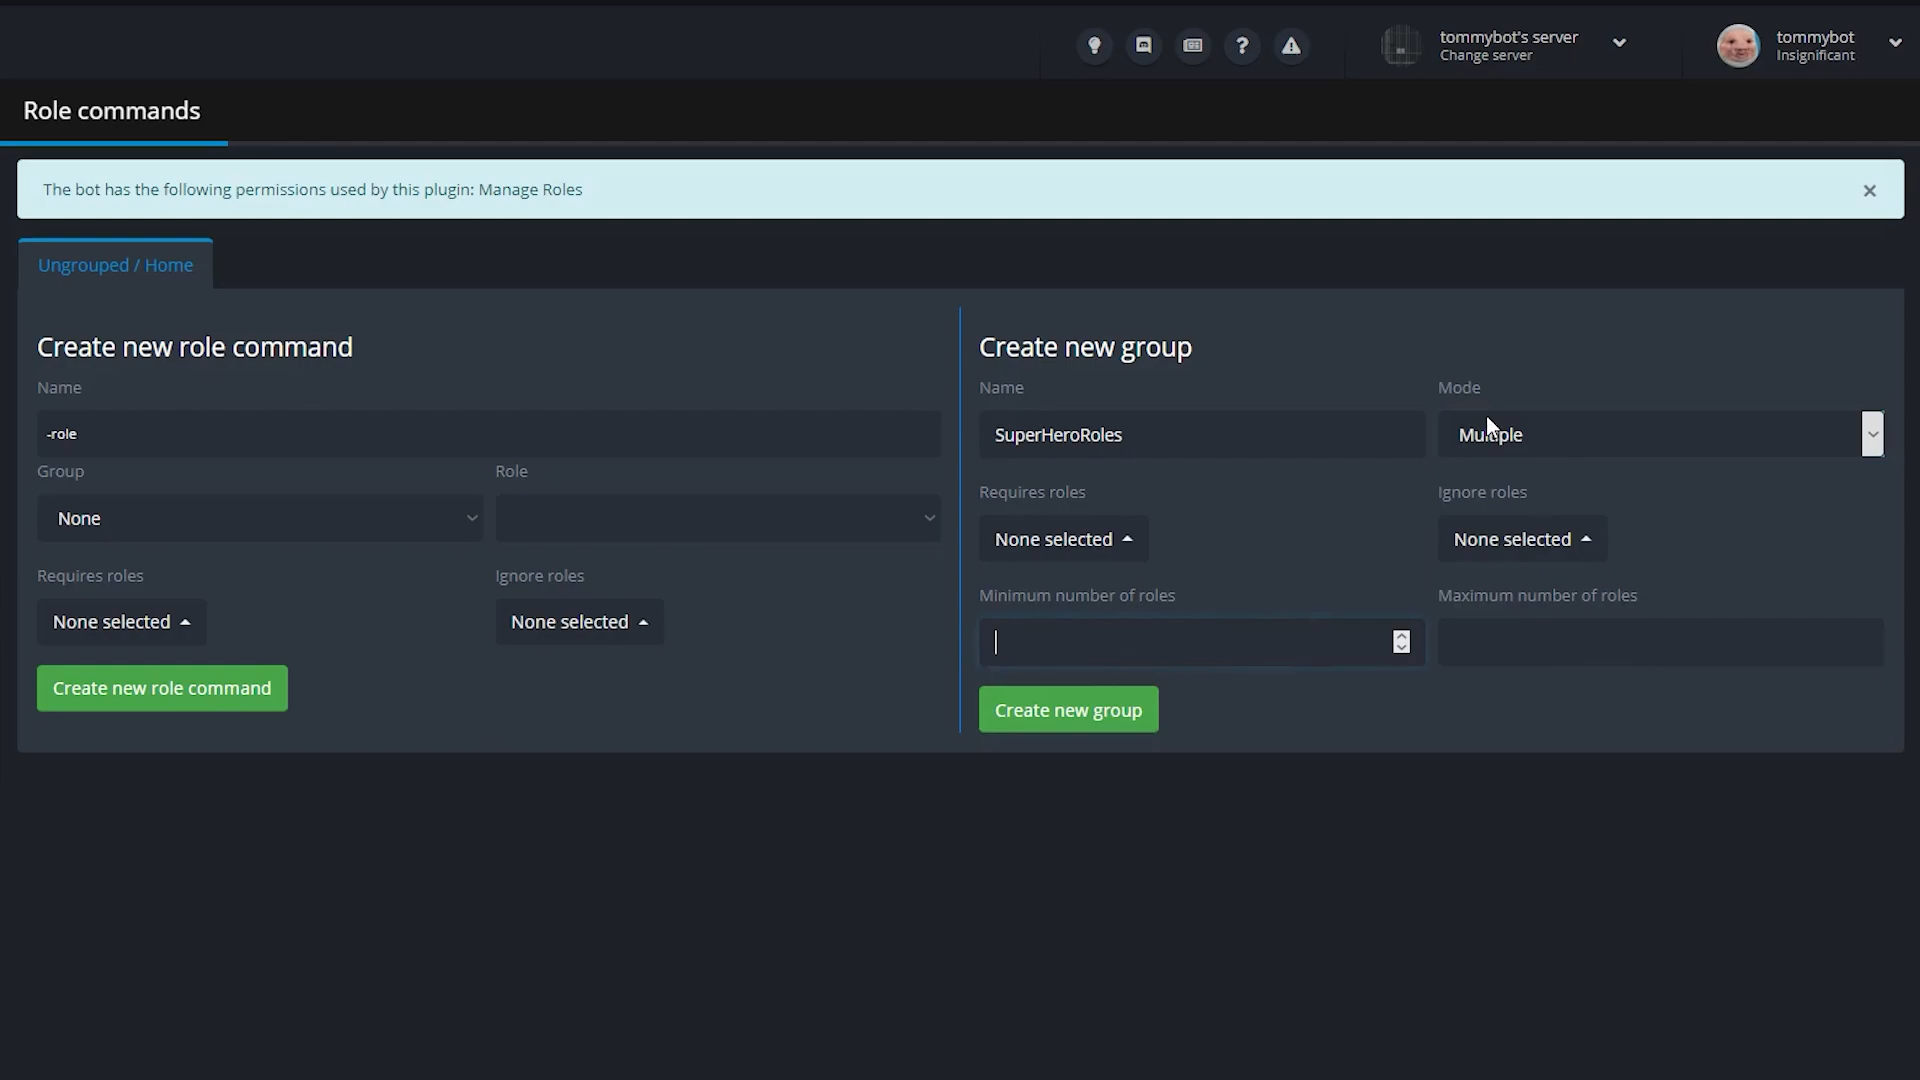 tommybot's server
Change server
tommybot
Insignificant
Role commands
The bot has the following permissions used by this plugin: Manage Roles
×
Ungrouped / Home
Create new role command
Name
-role
Group
Role
None
Requires roles
Ignore roles
None selected
None selected
Create new role command
Create new group
Name
Mode
SuperHeroRoles
Multiple
Requires roles
Ignore roles
None selected
None selected
Minimum number of roles
Maximum number of roles
Create new group